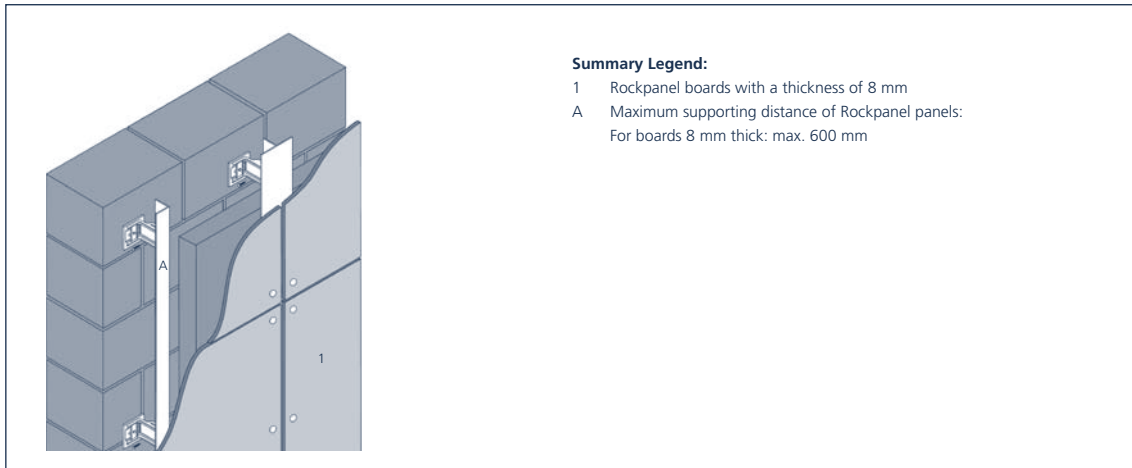 Summary Legend:
1 Rockpanel boards with a thickness of 8 mm
A Maximum supporting distance of Rockpanel panels:
For boards 8 mm thick: max. 600 mm
A
1